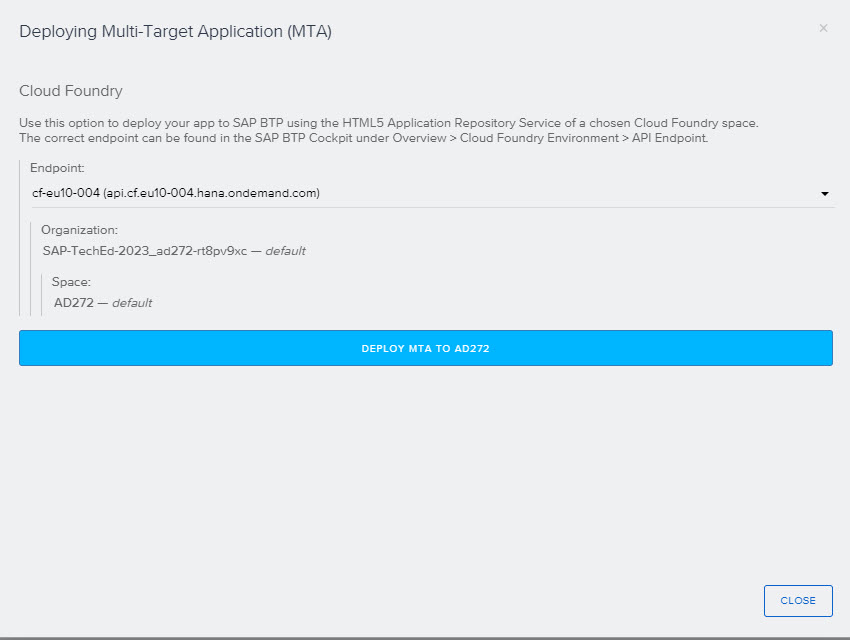 Deploying Multi-Target Application (MTA)
×
Cloud Foundry
Use this option to deploy your app to SAP BTP using the HTML5 Application Repository Service of a chosen Cloud Foundry space.
The correct endpoint can be found in the SAP BTP Cockpit under Overview > Cloud Foundry Environment > API Endpoint.
Endpoint:
cf-eu10-004 (api.cf.eu10-004.hana.ondemand.com)
Organization:
SAP-TechEd-2023_ad272-rt8pv9xc — default
Space:
AD272 — default
DEPLOY MTA TO AD272
CLOSE